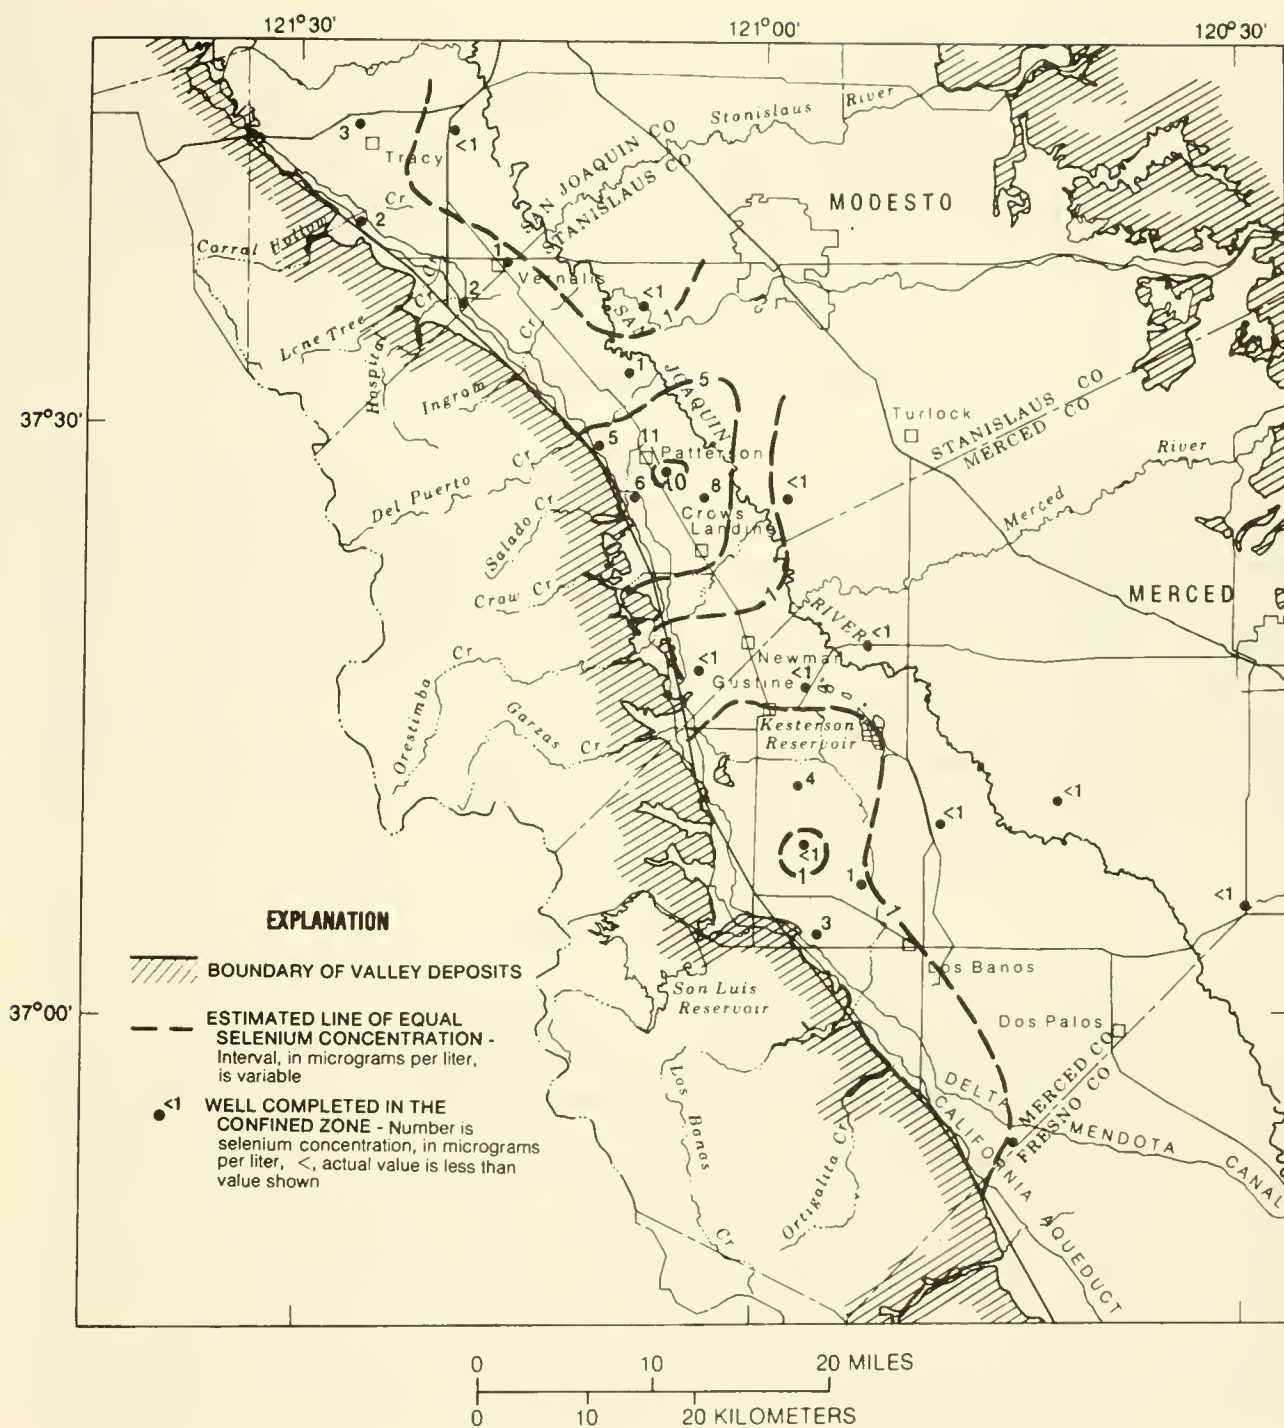 121°30'
121°00'
120°30'
Stanislaus River
3
Tracy
<1
SAN JOAQUIN CO
STANISLAUS CO
MODESTO
Cr
2
Corral Hollow
1
Vernalis
Cr
2
Cr
<1
1
SAN
Lone Tree
Hospital
Cr
Ingram
1
JOAQUIN
5
37°30'
Turlock
STANISLAUS CO
MERCED CO
5
11
Patterson
River
Cr
10
6
8
<1
Del Puerto
Crows
Landing
Merced
Salado Cr
Crow Cr
1
MERCED
RIVER
<1
Cr
<1
Newman
Gustine
<1
Orestimba
Garzas
Cr
Kesterson
Reservoir
4
<1
<1
<1
1
1
1
<1
3
EXPLANATION
BOUNDARY OF VALLEY DEPOSITS
Los Banos
San Luis
Reservoir
37°00'
ESTIMATED LINE OF EQUAL
SELENIUM CONCENTRATION -
Interval, in micrograms per liter,
is variable
Dos Palos
<1
WELL COMPLETED IN THE
CONFINED ZONE - Number is
selenium concentration, in micrograms
per liter, <, actual value is less than
value shown
Los Banos
Cr
Ortigalita Cr
MERCED CO
FRESNO CO
DELTA MENDOTA CANAL
CALIFORNIA AQUEDUCT
0 10 20 MILES
0 10 20 KILOMETERS